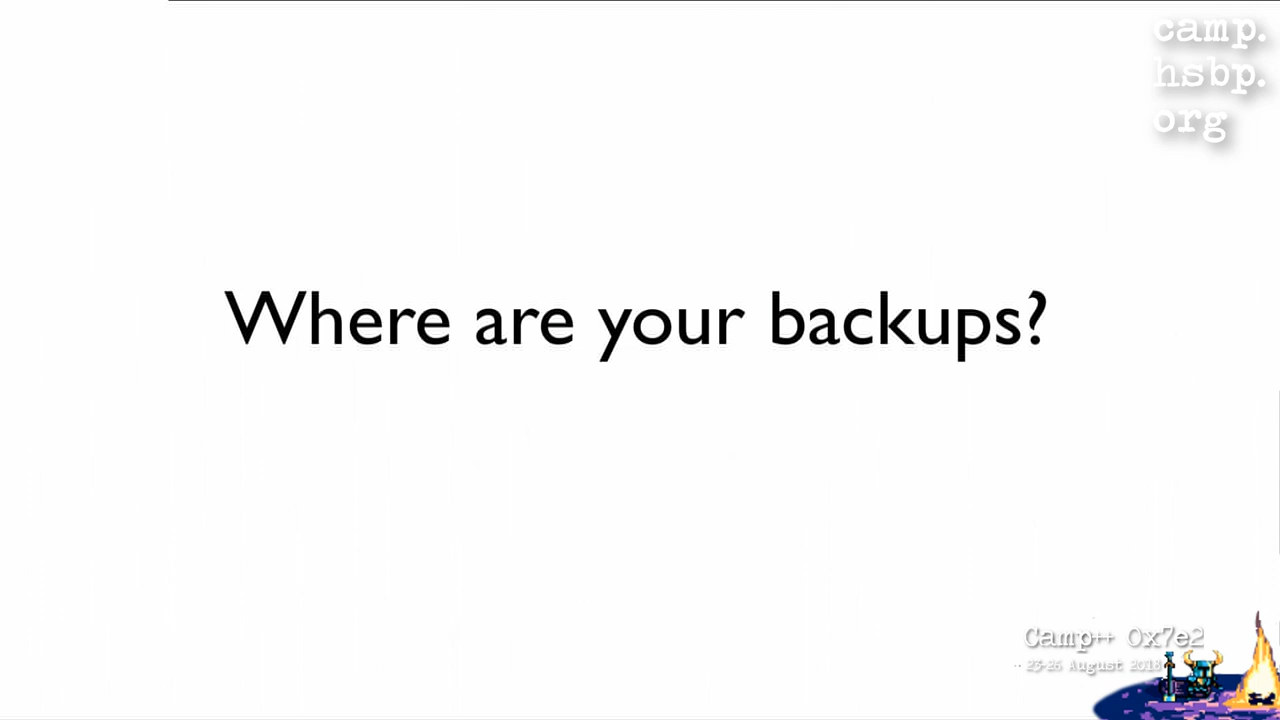 camp.
hsbp.
org
Where are your backups?
Camp++ 0x7e2
23-26 August 2018